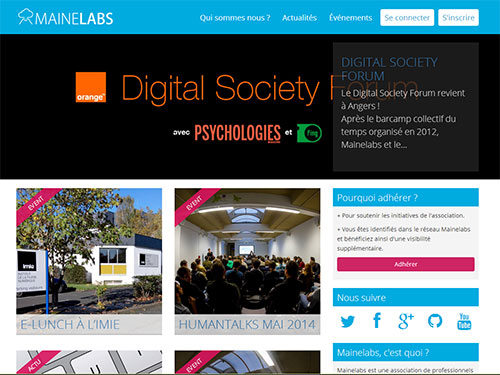 MAINELABS
Qui sommes nous ?
Actualités
Événements
Se connecter
S'inscrire
orange
Digital Society Forum
avec PSYCHOLOGIES et fing
DIGITAL SOCIETY
FORUM
Le Digital Society Forum revient
à Angers !
Après le barcamp collectif du
temps organisé en 2012,
Mainelabs et le...
EVENT
imie
E-LUNCH À L'IMIE
EVENT
HUMANTALKS MAI 2014
Pourquoi adhérer ?
+ Pour soutenir les initiatives de l'association.
+ Vous êtes identifiés dans le réseau Mainelabs
et bénéficiez ainsi d'une visibilité
supplémentaire.
Adhérer
Nous suivre
You
Tube
Mainelabs, c'est quoi ?
Mainelabs est une association de professionnels
ACTU
EVENT